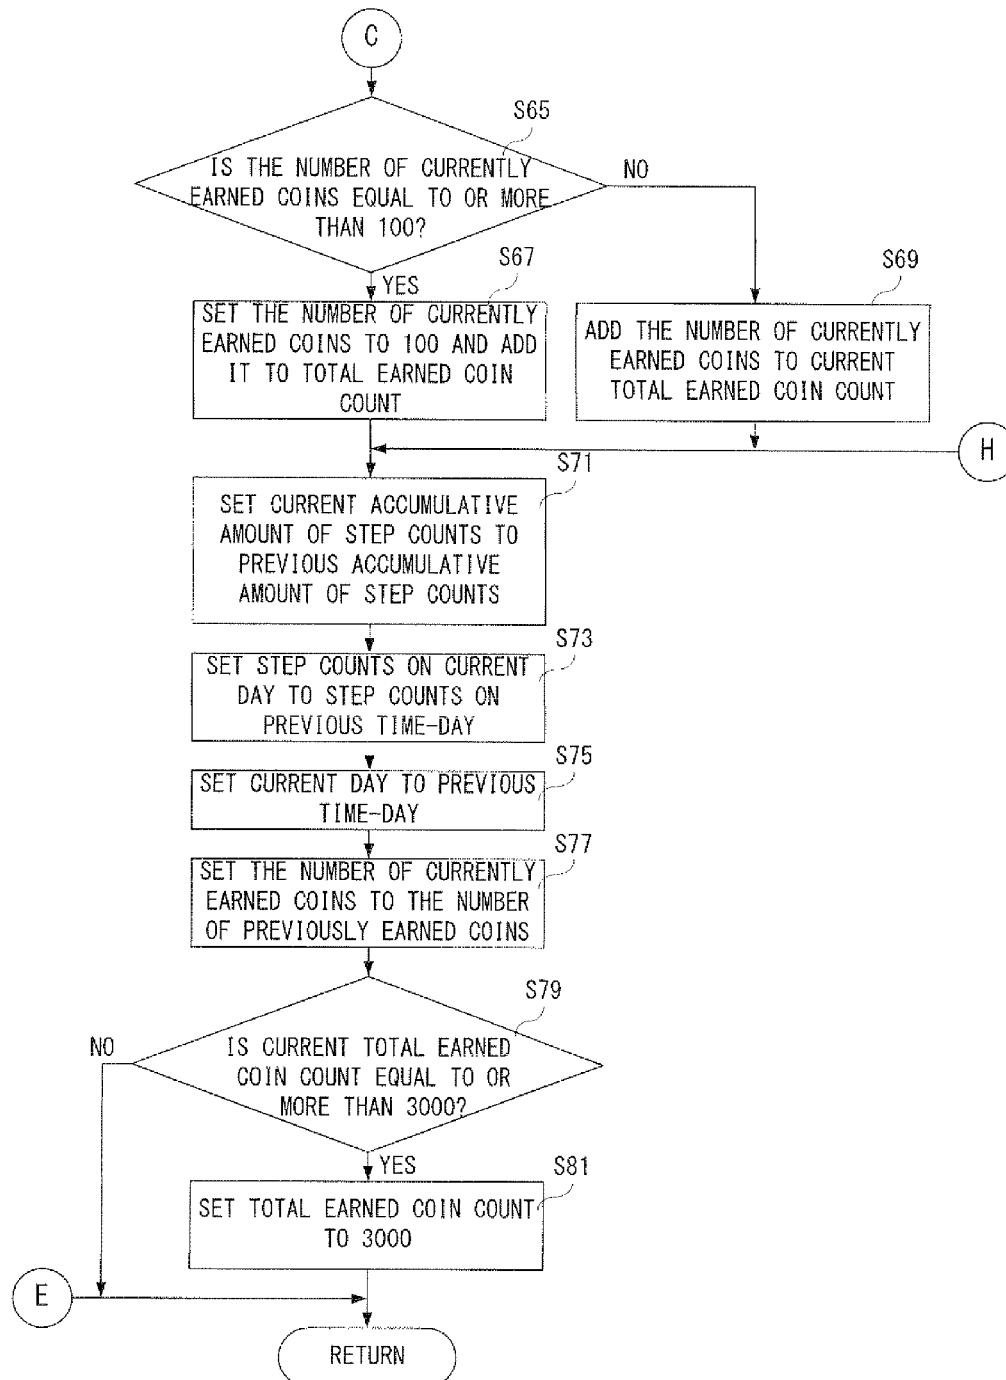 C
S65
IS THE NUMBER OF CURRENTLY
EARNED COINS EQUAL TO OR MORE
THAN 100?
NO
YES
S67
SET THE NUMBER OF CURRENTLY
EARNED COINS TO 100 AND ADD
IT TO TOTAL EARNED COIN
COUNT
S69
ADD THE NUMBER OF CURRENTLY
EARNED COINS TO CURRENT
TOTAL EARNED COIN COUNT
H
S71
SET CURRENT ACCUMULATIVE
AMOUNT OF STEP COUNTS TO
PREVIOUS ACCUMULATIVE
AMOUNT OF STEP COUNTS
S73
SET STEP COUNTS ON CURRENT
DAY TO STEP COUNTS ON
PREVIOUS TIME-DAY
S75
SET CURRENT DAY TO PREVIOUS
TIME-DAY
S77
SET THE NUMBER OF CURRENTLY
EARNED COINS TO THE NUMBER
OF PREVIOUSLY EARNED COINS
S79
NO
IS CURRENT TOTAL EARNED
COIN COUNT EQUAL TO OR
MORE THAN 3000?
YES
S81
SET TOTAL EARNED COIN COUNT
TO 3000
E
RETURN